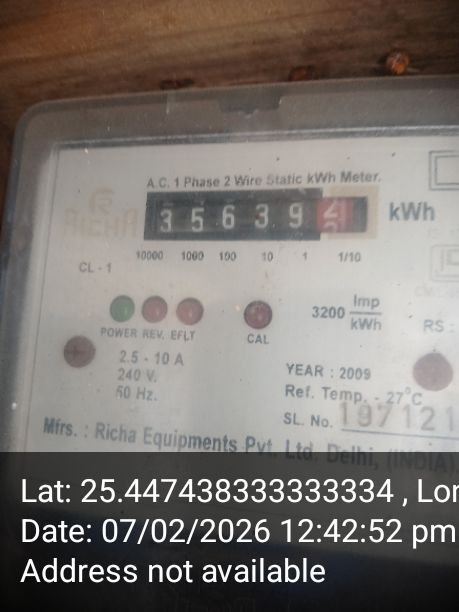 A.C. 1 Phase 2 Wire Static kWh Meter.
RICHA
3 5 6 3 9 kWh
10000 1000 100 10 1 1/10
CL - 1
3200 Imp/kWh
POWER REV. EFLT
CAL
RS :
2.5 - 10 A
240 V.
50 Hz.
YEAR : 2009
Ref. Temp. - 27°C
SL. No. 197121
Mfrs. : Richa Equipments Pvt. Ltd. Delhi, (INDIA)
Lat: 25.447438333333334 , Lon
Date: 07/02/2026 12:42:52 pm
Address not available